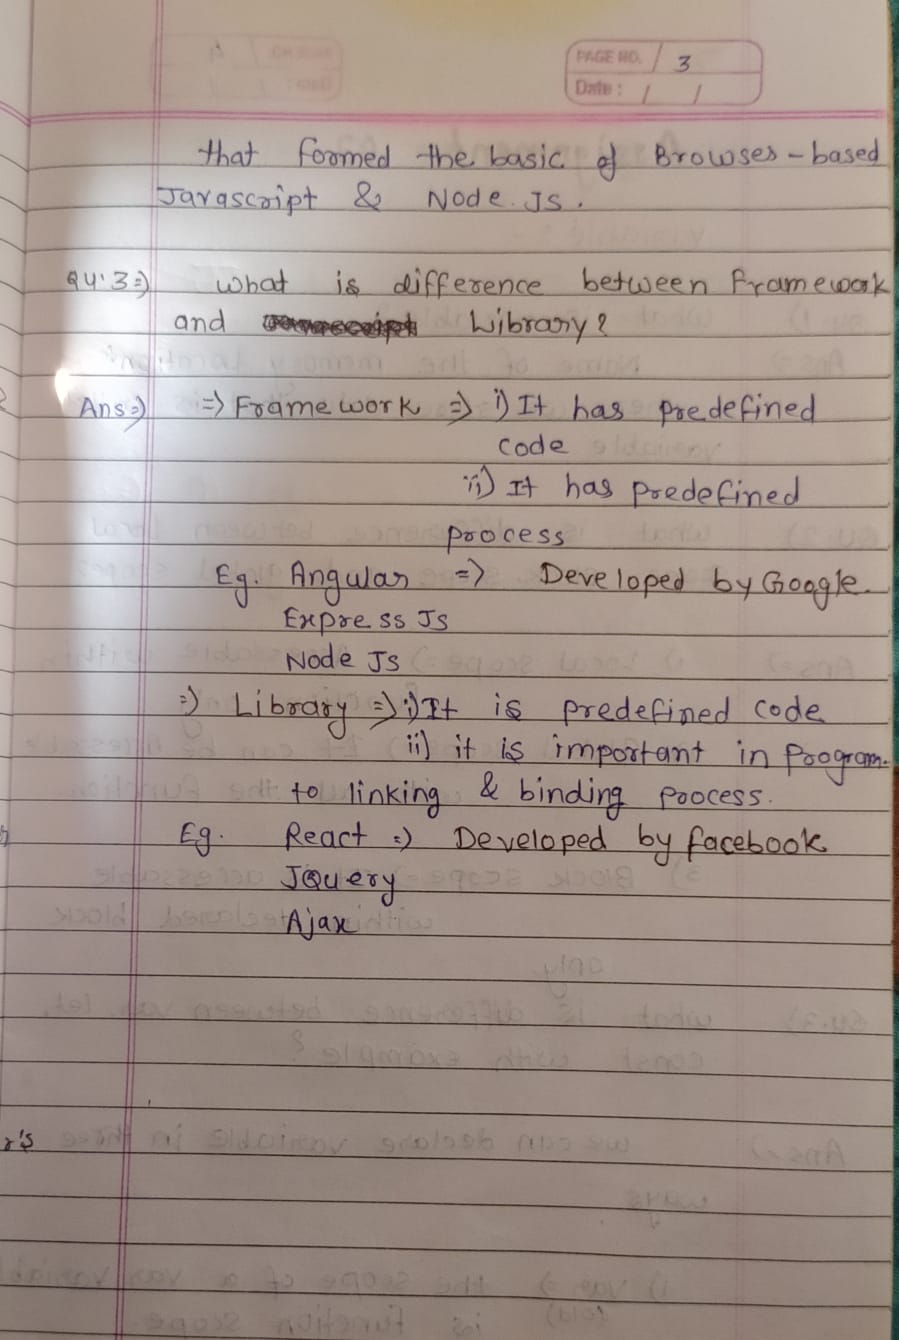 PAGE NO. 3
Date : / /
that formed the basic of Browses-based
Javascript & Node.Js.
QU.3⇒) What is difference between framework
and Library?
Ans⇒) ⇒ Framework ⇒ i) It has predefined
code
ii) It has predefined
process
Eg. Angular ⇒ Developed by Google.
Express Js
Node Js
⇒ Library ⇒ i) It is predefined code
ii) it is important in Program.
to linking & binding process.
Eg. React ⇒ Developed by facebook
JQuery
Ajax
r's